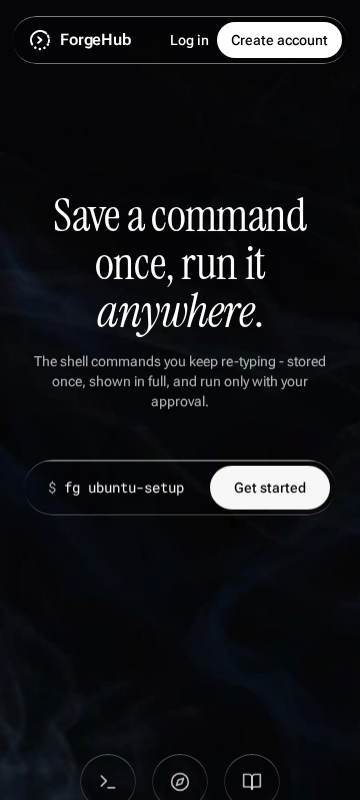 ForgeHub
Log in
Create account
Save a command
once, run it
anywhere.
The shell commands you keep re-typing - stored
once, shown in full, and run only with your
approval.
$ fg ubuntu-setup
Get started